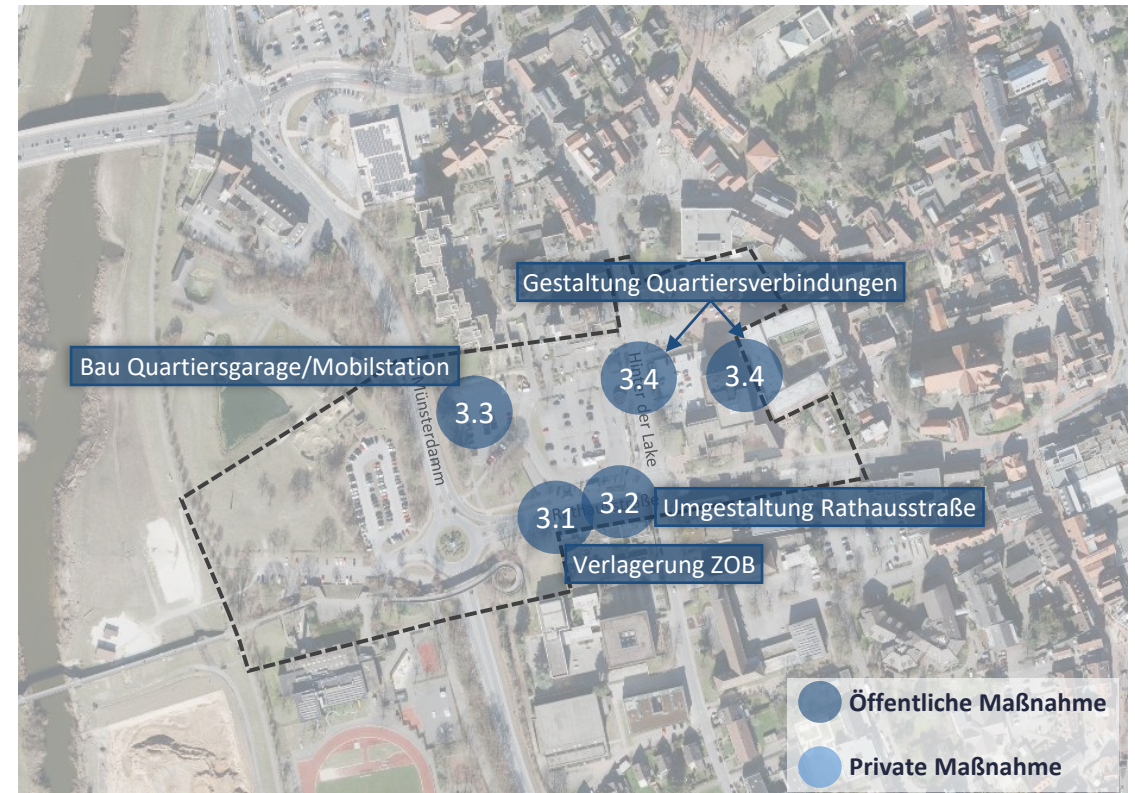 Gestaltung Quartiersverbindungen
Bau Quartiersgarage/Mobilstation
3.4
3.4
Hinter der Lake
3.3
Münsterdamm
3.1
3.2
Rathausstraße
Umgestaltung Rathausstraße
Verlagerung ZOB
Öffentliche Maßnahme
Private Maßnahme